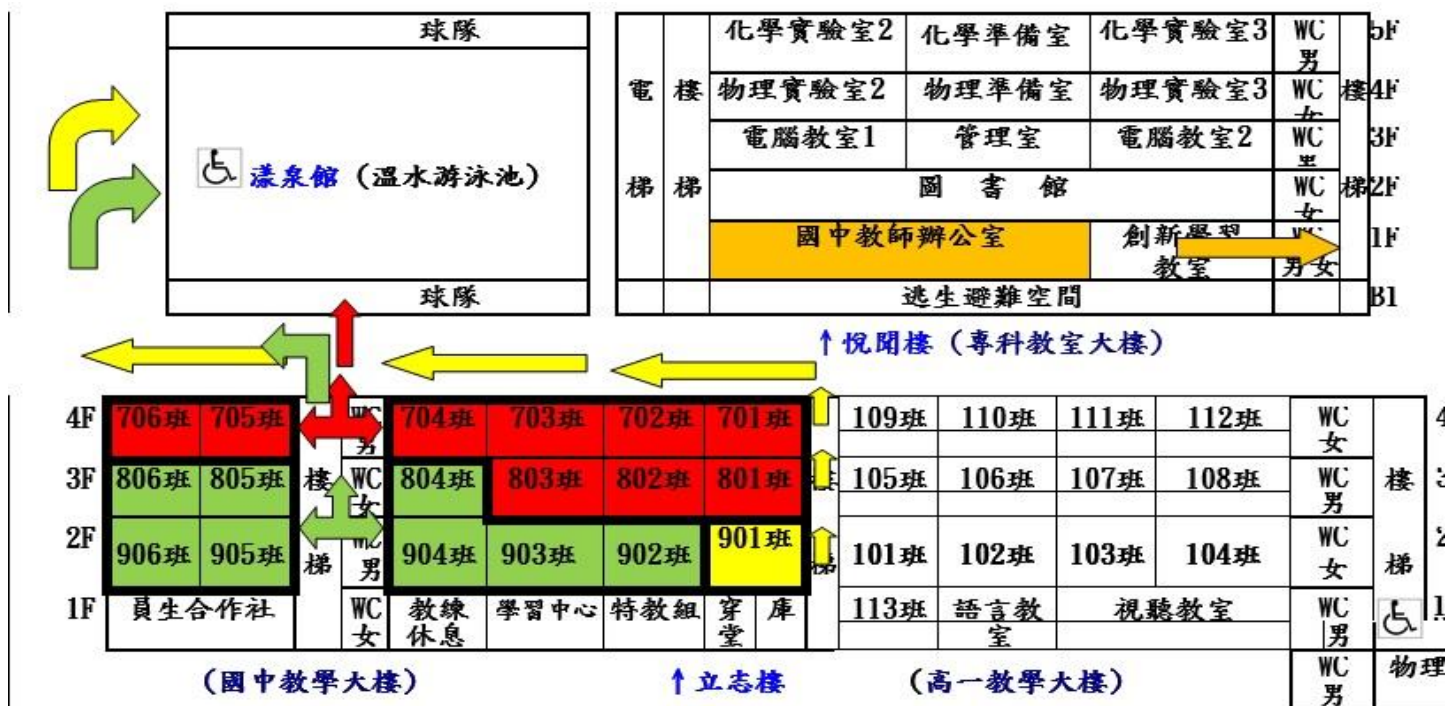 球隊
漾泉館 (溫水游泳池)
球隊
化學實驗室2 化學準備室 化學實驗室3 WC 男 5F
電 樓 物理實驗室2 物理準備室 物理實驗室3 WC 女 樓 4F
電腦教室1 管理室 電腦教室2 WC 男 3F
梯 梯 圖 書 館 WC 女 梯 2F
國中教師辦公室 創新學習教室 WC 男女 1F
逃生避難空間 B1
↑悅聞樓 (專科教室大樓)
4F 706班 705班 WC 男 704班 703班 702班 701班 109班 110班 111班 112班 WC 女 4
3F 806班 805班 樓 WC 女 804班 803班 802班 801班 樓 105班 106班 107班 108班 WC 男 樓 3
2F 906班 905班 梯 WC 男 904班 903班 902班 901班 梯 101班 102班 103班 104班 WC 女 梯 2
1F 員生合作社 WC 女 教練休息 學習中心 特教組 穿堂 庫 113班 語言教室 視聽教室 WC 男 1
(國中教學大樓) ↑立志樓 (高一教學大樓) WC 男 物理